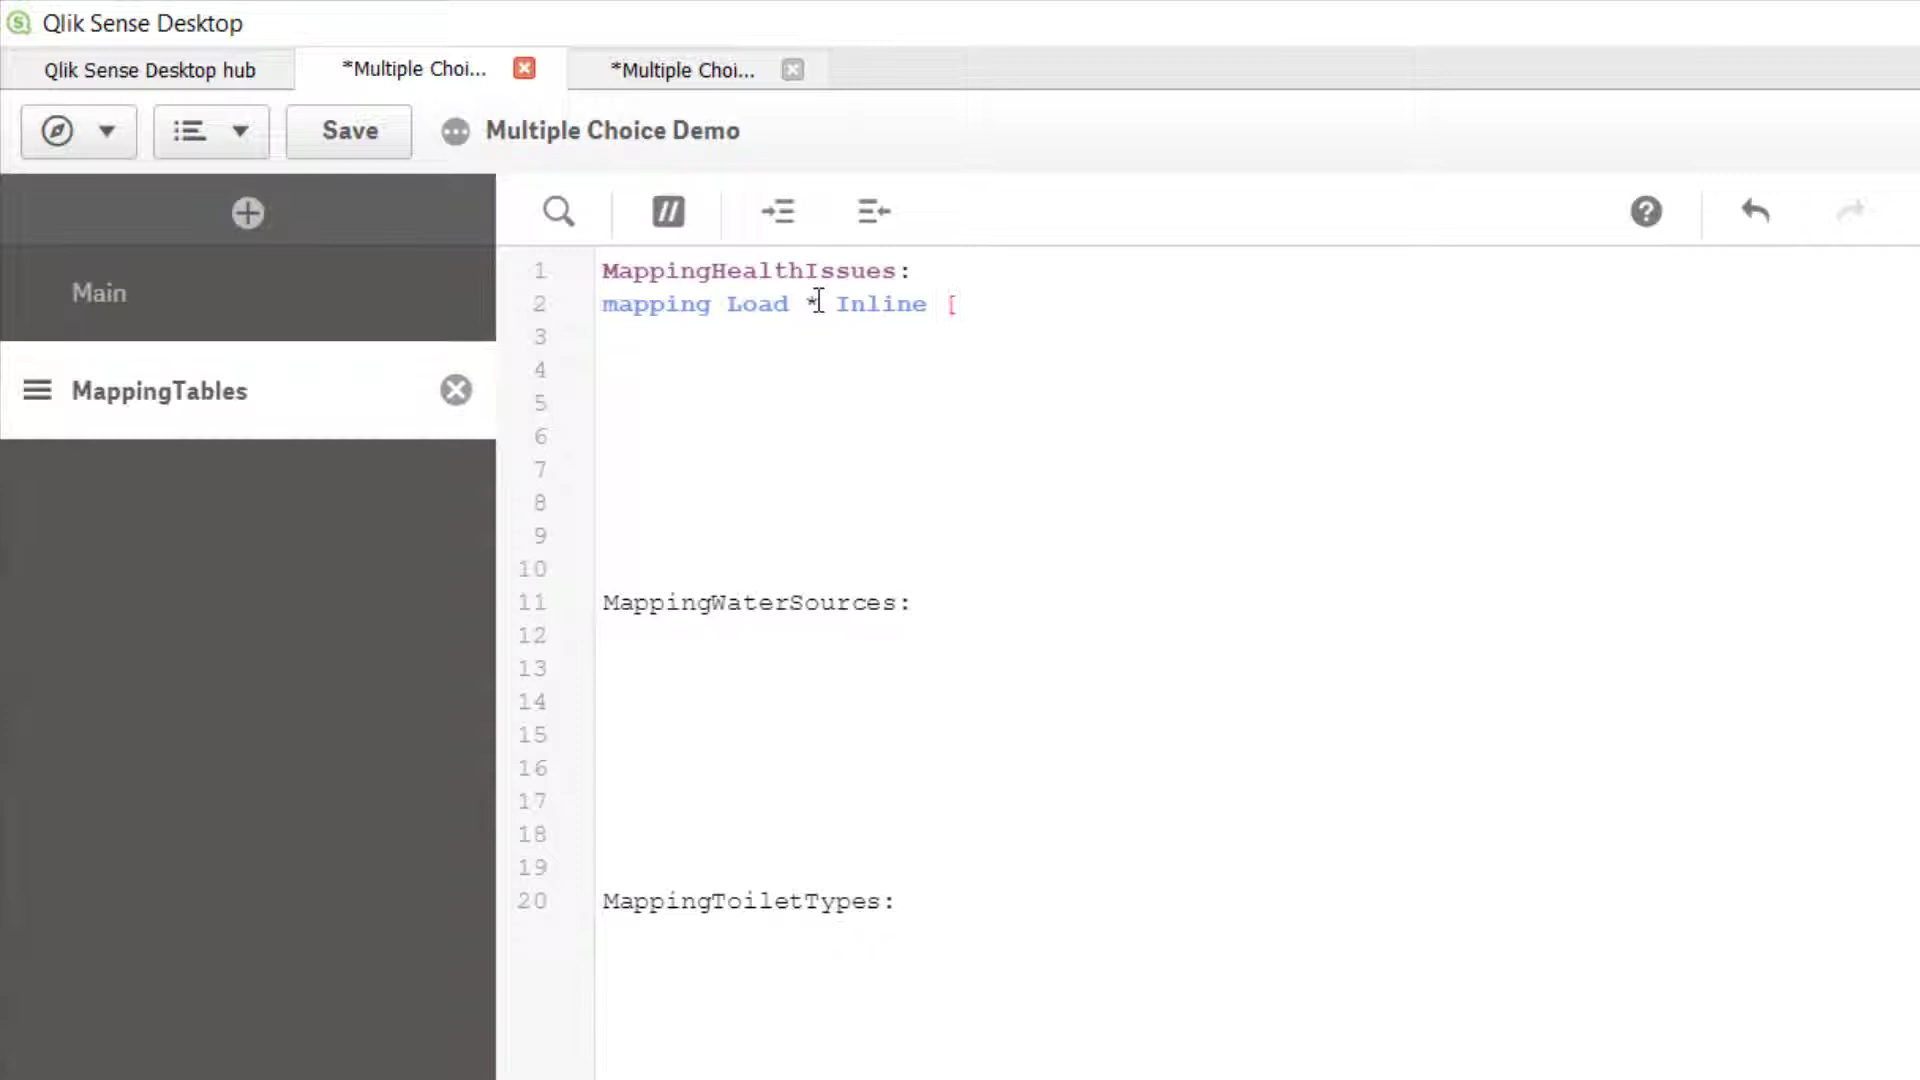 Qlik Sense Desktop
Qlik Sense Desktop hub
*Multiple Choi...
*Multiple Choi...
Save
Multiple Choice Demo
Main
MappingTables
1 MappingHealthIssues:
2 mapping Load * Inline [
3
4
5
6
7
8
9
10
11 MappingWaterSources:
12
13
14
15
16
17
18
19
20 MappingToiletTypes: